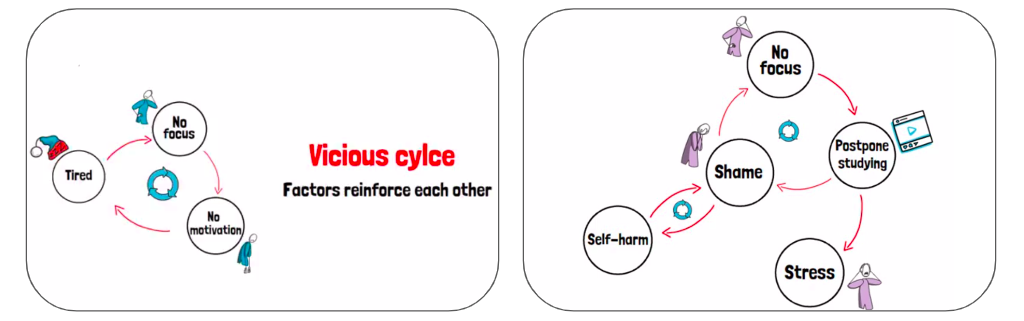 No
focus
Tired
No
motivation
Vicious cylce
Factors reinforce each other
No
focus
Postpone
studying
Shame
Self-harm
Stress